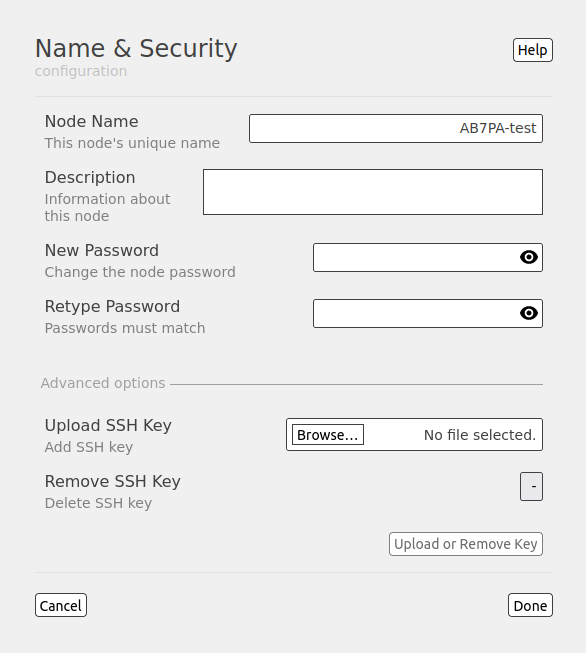 Name & Security
Help
configuration
Node Name
AB7PA-test
This node's unique name
Description
Information about
this node
New Password
Change the node password
Retype Password
Passwords must match
Advanced options
Upload SSH Key
Browse...
No file selected.
Add SSH key
Remove SSH Key
-
Delete SSH key
Upload or Remove Key
Cancel
Done